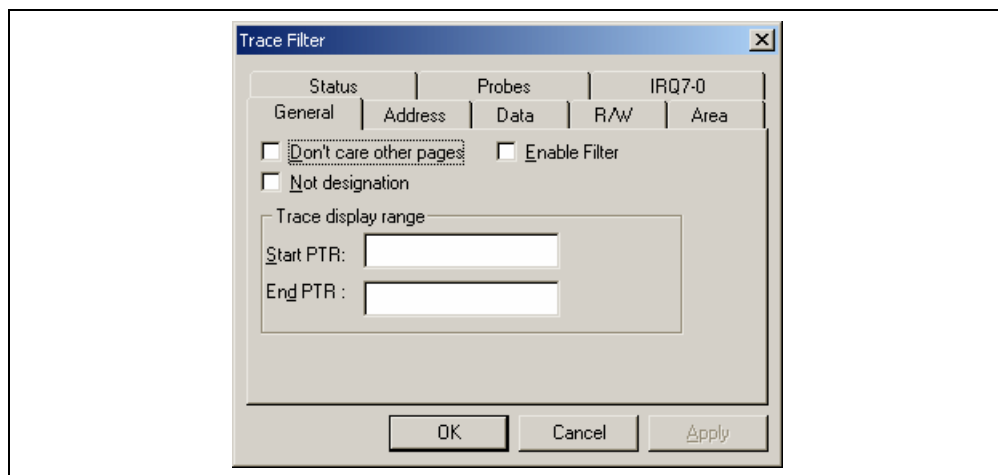 Trace Filter
Status Probes IRQ7-0
General Address Data R/W Area
Don't care other pages Enable Filter
Not designation
Trace display range
Start PTR:
End PTR :
OK Cancel Apply